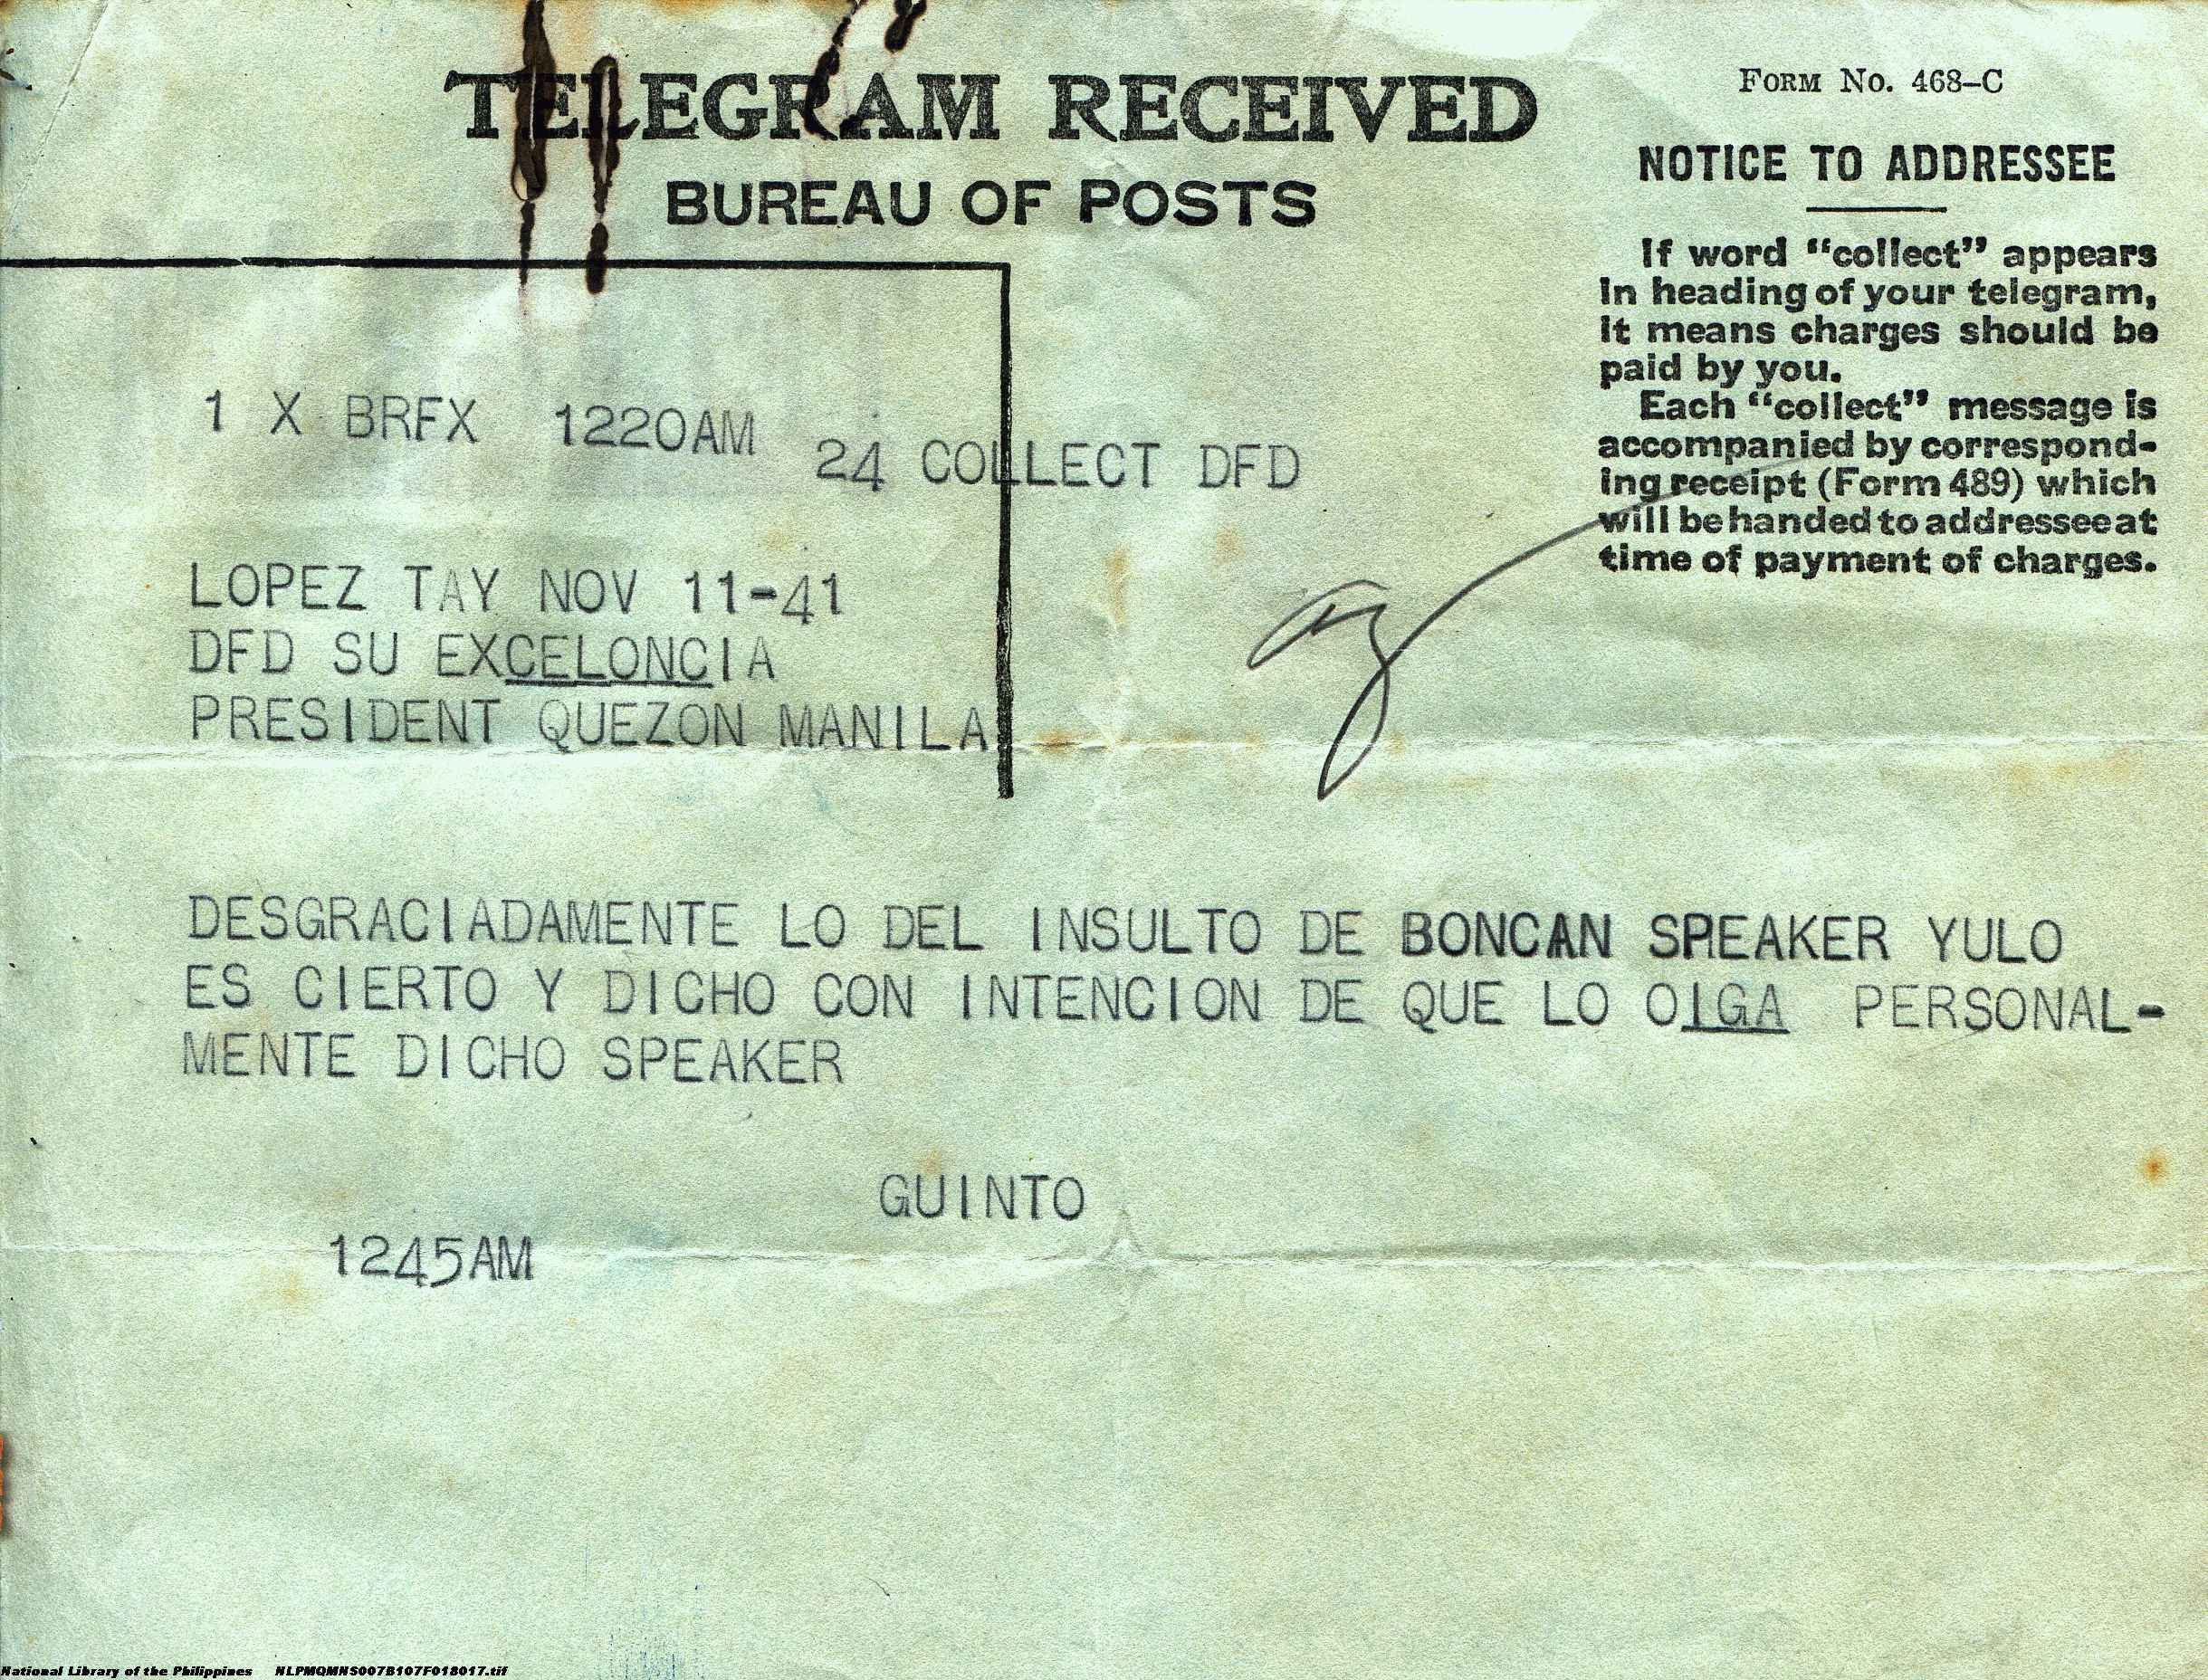 TELEGRAM RECEIVED
BUREAU OF POSTS
FORM NO. 468-C
NOTICE TO ADDRESSEE
If word "collect" appears
in heading of your telegram,
it means charges should be
paid by you.
Each "collect" message is
accompanied by correspond-
ing receipt (Form 489) which
will be handed to addressee at
time of payment of charges.
1 X BRFX 1220AM 24 COLLECT DFD
LOPEZ TAY NOV 11-41
DFD SU EXCELONCIA
PRESIDENT QUEZON MANILA
DESGRACIADAMENTE LO DEL INSULTO DE BONCAN SPEAKER YULO
ES CIERTO Y DICHO CON INTENCION DE QUE LO OIGA PERSONAL-
MENTE DICHO SPEAKER
GUINTO
1245AM
National Library of the Philippines NLPMQMNS007B107F018017.tif